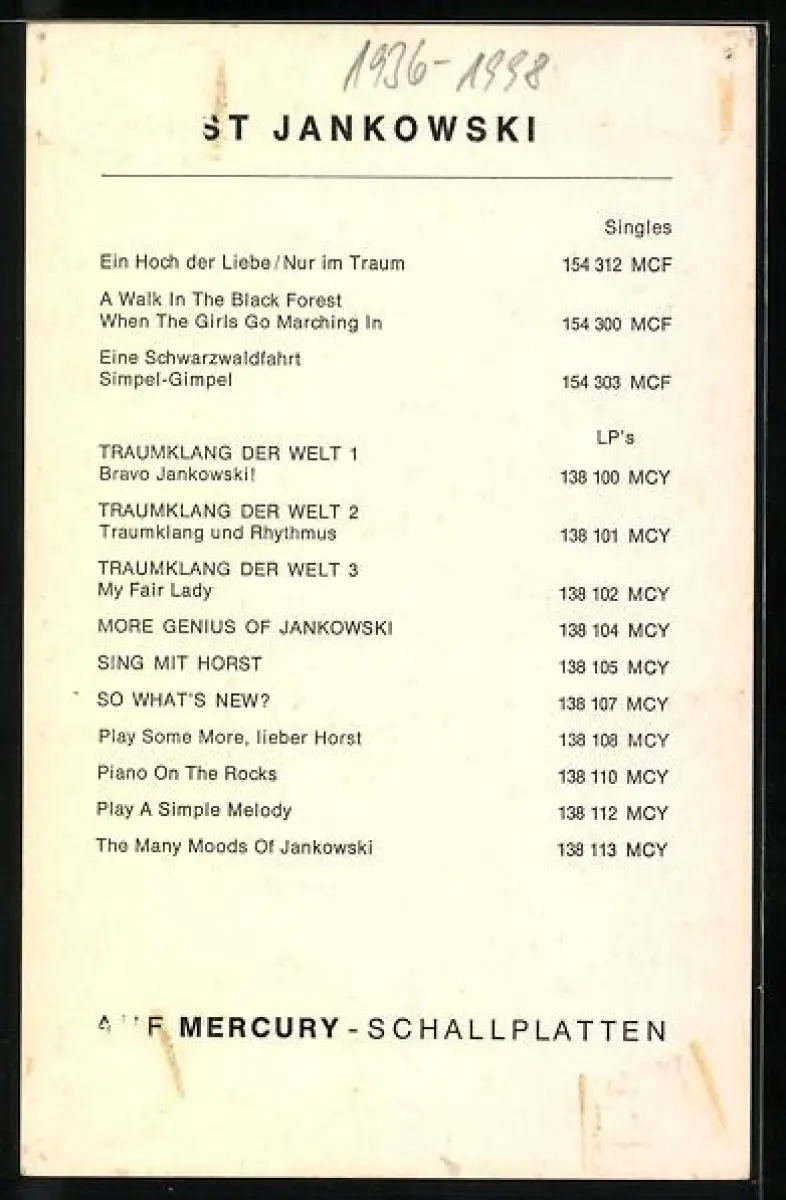 1936-1998
ST JANKOWSKI
Singles
Ein Hoch der Liebe/Nur im Traum 154 312 MCF
A Walk In The Black Forest
When The Girls Go Marching In 154 300 MCF
Eine Schwarzwaldfahrt
Simpel-Gimpel 154 303 MCF
LP's
TRAUMKLANG DER WELT 1
Bravo Jankowski! 138 100 MCY
TRAUMKLANG DER WELT 2
Traumklang und Rhythmus 138 101 MCY
TRAUMKLANG DER WELT 3
My Fair Lady 138 102 MCY
MORE GENIUS OF JANKOWSKI 138 104 MCY
SING MIT HORST 138 105 MCY
SO WHAT'S NEW? 138 107 MCY
Play Some More, lieber Horst 138 108 MCY
Piano On The Rocks 138 110 MCY
Play A Simple Melody 138 112 MCY
The Many Moods Of Jankowski 138 113 MCY
MERCURY-SCHALLPLATTEN